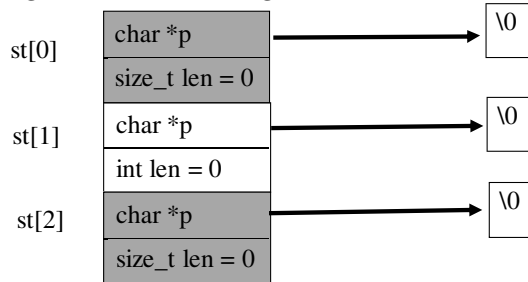 st[0]
char *p
\0
size_t len = 0
st[1]
char *p
\0
int len = 0
st[2]
char *p
\0
size_t len = 0